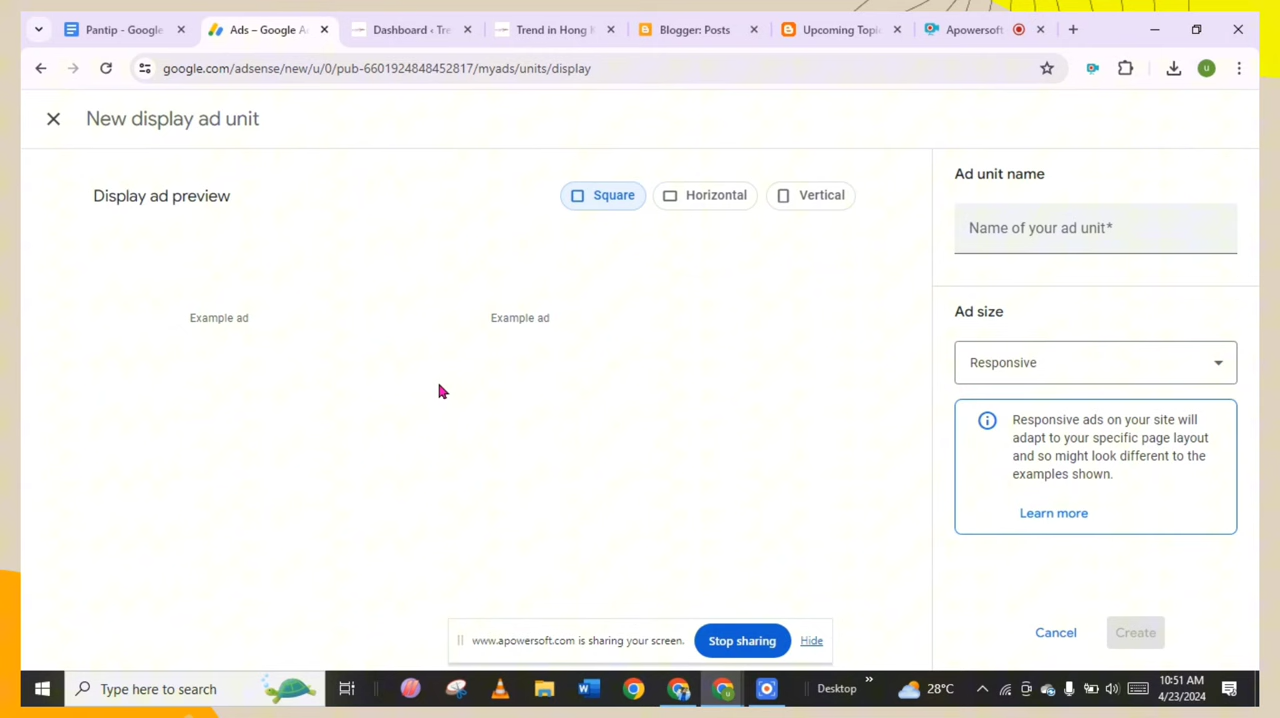 Pantip - Google
Ads – Google A
Dashboard ‹ Tre
Trend in Hong K
Blogger: Posts
Upcoming Topi
Apowersoft
google.com/adsense/new/u/0/pub-6601924848452817/myads/units/display
u
New display ad unit
Display ad preview
Square
Horizontal
Vertical
Example ad
Example ad
Ad unit name
Name of your ad unit*
Ad size
Responsive
Responsive ads on your site will
adapt to your specific page layout
and so might look different to the
examples shown.
Learn more
Cancel
Create
www.apowersoft.com is sharing your screen.
Stop sharing
Hide
Type here to search
Desktop
28°C
10:51 AM
4/23/2024